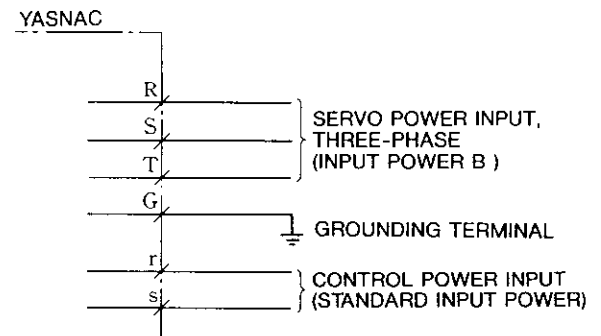 YASNAC
R
S
T
SERVO POWER INPUT,
THREE-PHASE
(INPUT POWER B )
G
GROUNDING TERMINAL
r
s
CONTROL POWER INPUT
(STANDARD INPUT POWER)